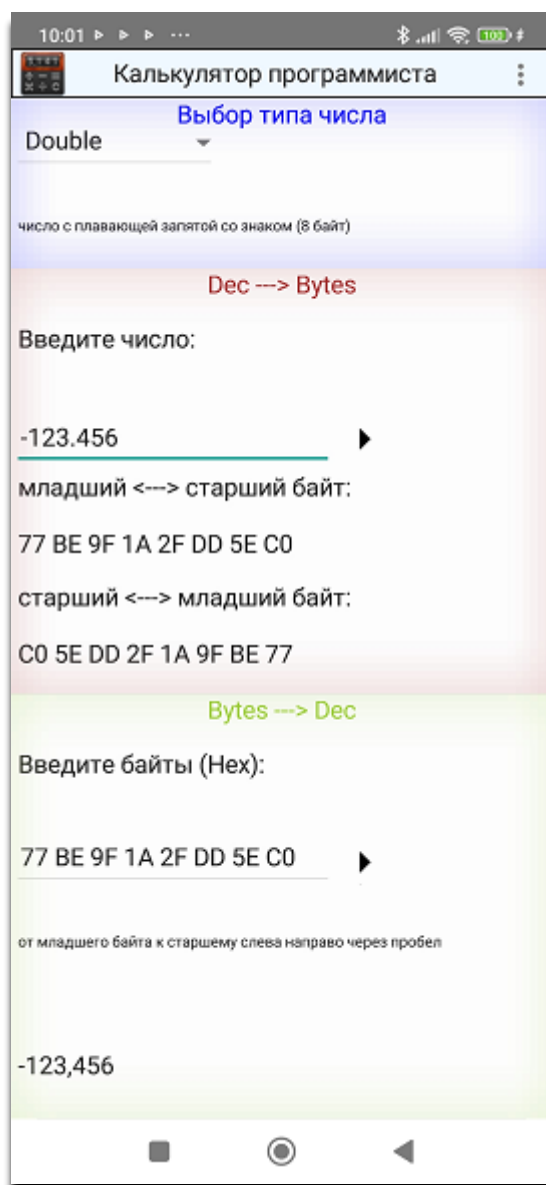 10:01
100
Калькулятор программиста
Выбор типа числа
Double
число с плавающей запятой со знаком (8 байт)
Dec ---> Bytes
Введите число:
-123.456
младший <---> старший байт:
77 BE 9F 1A 2F DD 5E C0
старший <---> младший байт:
C0 5E DD 2F 1A 9F BE 77
Bytes ---> Dec
Введите байты (Hex):
77 BE 9F 1A 2F DD 5E C0
от младшего байта к старшему слева направо через пробел
-123,456